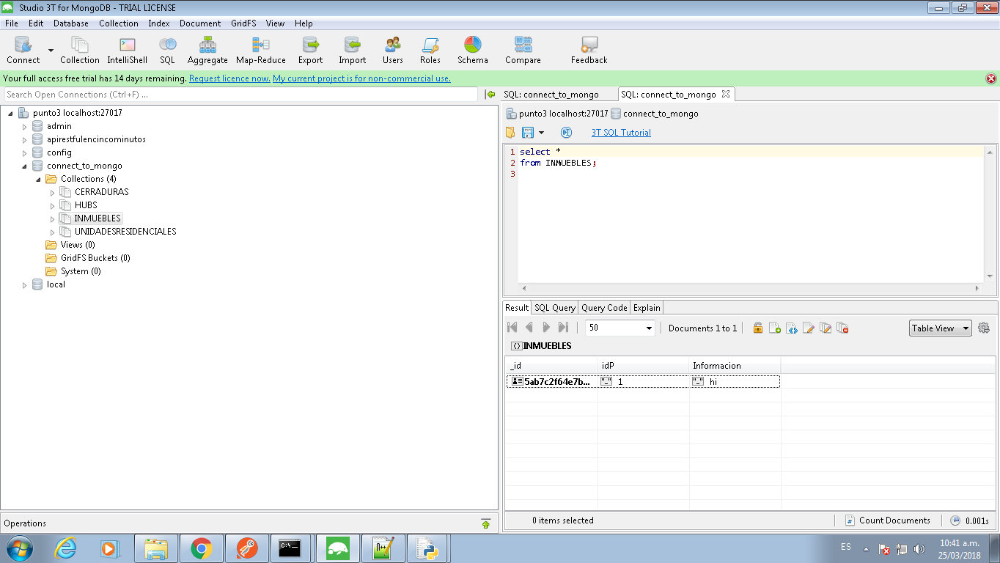 Studio 3T for MongoDB - TRIAL LICENSE
File Edit Database Collection Index Document GridFS View Help
Connect Collection IntelliShell SQL Aggregate Map-Reduce Export Import Users Roles Schema Compare Feedback
Your full access free trial has 14 days remaining. Request licence now. My current project is for non-commercial use.
Search Open Connections (Ctrl+F) ...
punto3 localhost:27017
admin
apirestfulencincominutos
config
connect_to_mongo
Collections (4)
CERRADURAS
HUBS
INMUEBLES
UNIDADESRESIDENCIALES
Views (0)
GridFS Buckets (0)
System (0)
local
Operations
SQL: connect_to_mongo SQL: connect_to_mongo
punto3 localhost:27017 connect_to_mongo
3T SQL Tutorial
1 select *
2 from INMUEBLES;
3
Result SQL Query Query Code Explain
50 Documents 1 to 1 Table View
INMUEBLES
_id idP Informacion
5ab7c2f64e7b... 1 hi
0 items selected Count Documents 0.001s
C:\_
ES 10:41 a.m.
25/03/2018